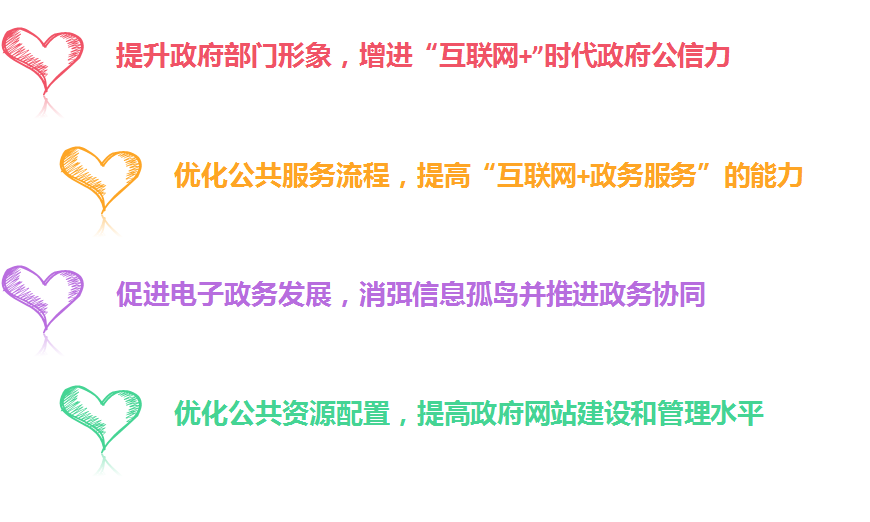 提升政府部门形象，增进“互联网+”时代政府公信力
优化公共服务流程，提高“互联网+政务服务”的能力
促进电子政务发展，消弭信息孤岛并推进政务协同
优化公共资源配置，提高政府网站建设和管理水平